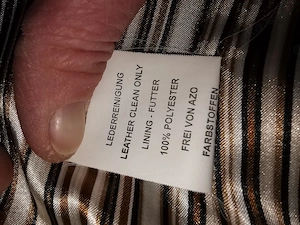 LEDERREINIGUNG
LEATHER CLEAN ONLY
LINING - FUTTER
100% POLYESTER
FREI VON AZO
FARBSTOFFEN